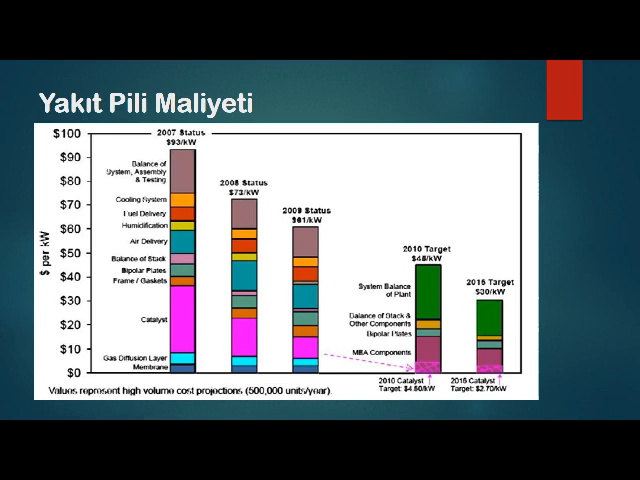 Yakıt Pili Maliyeti
$100
$90
$80
$70
$60
$50
$40
$30
$20
$10
$0
$ per kW
2007 Status
$93/kW
Balance of
System, Assembly
& Testing
Cooling System
Fuel Delivery
Humidification
Air Delivery
Balance of Stack
Bipolar Plates
Frame / Gaskets
Catalyst
Gas Diffusion Layer
Membrane
2008 Status
$73/kW
2009 Status
$61/kW
2010 Target
$45/kW
System Balance
of Plant
Balance of Stack &
Other Components
Bipolar Plates
MEA Components
2015 Target
$30/kW
2010 Catalyst
Target: $4.50/kW
2015 Catalyst
Target: $2.70/kW
Values represent high volume cost projections (500,000 units/year).